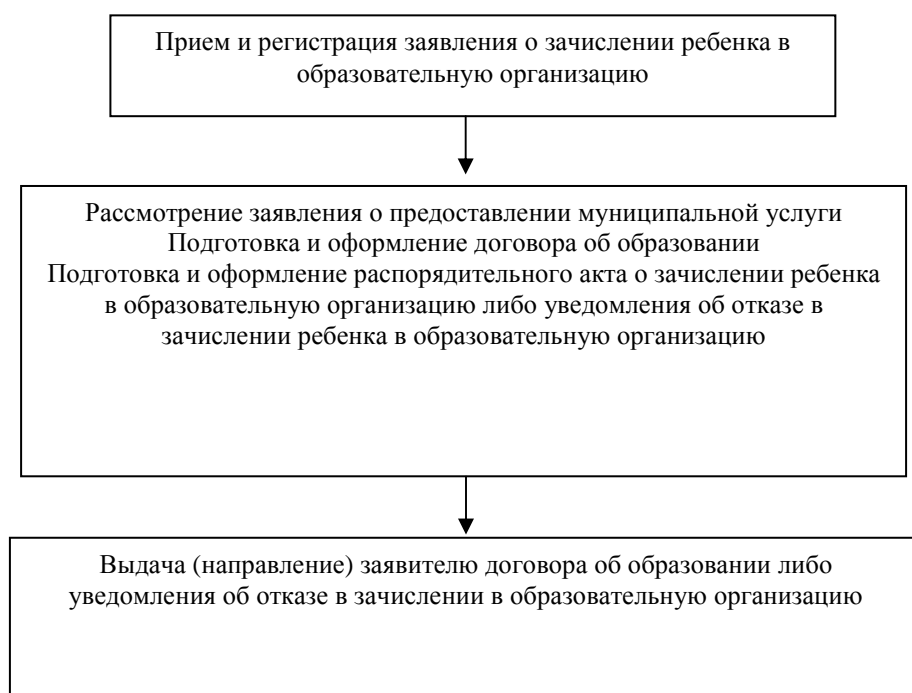 Прием и регистрация заявления о зачислении ребенка в
образовательную организацию
Рассмотрение заявления о предоставлении муниципальной услуги
Подготовка и оформление договора об образовании
Подготовка и оформление распорядительного акта о зачислении ребенка
в образовательную организацию либо уведомления об отказе в
зачислении ребенка в образовательную организацию
Выдача (направление) заявителю договора об образовании либо
уведомления об отказе в зачислении в образовательную организацию